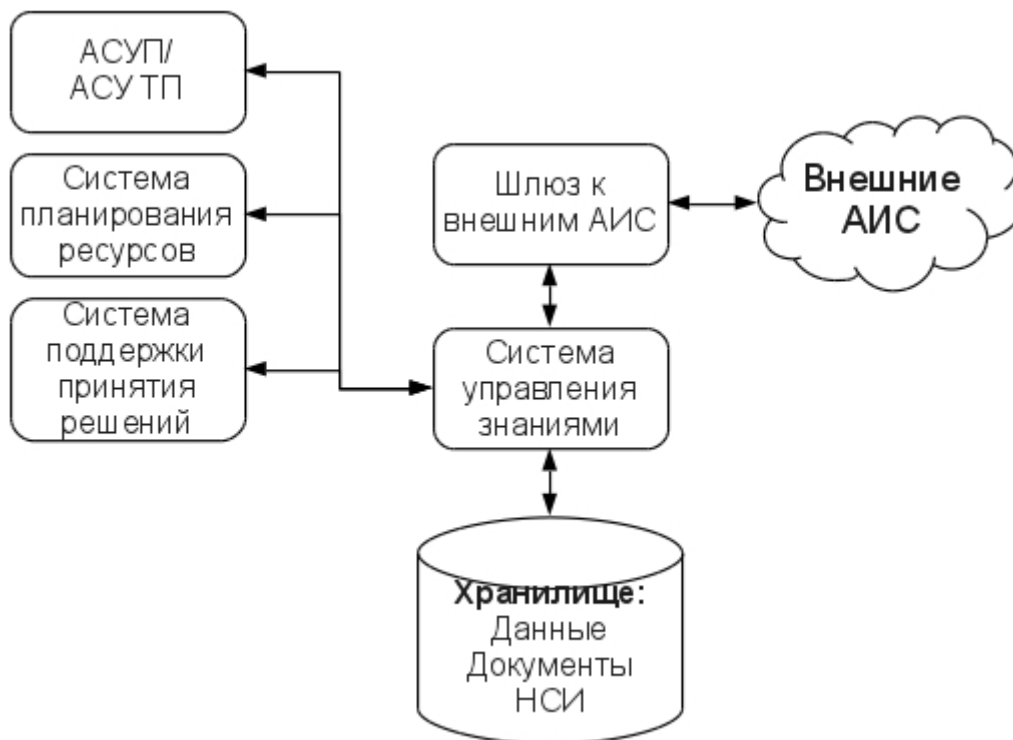 АСУП/
АСУ ТП
Система
планирования
ресурсов
Система
поддержки
принятия
решений
Шлюз к
внешним АИС
Внешние
АИС
Система
управления
знаниями
Хранилище:
Данные
Документы
НСИ